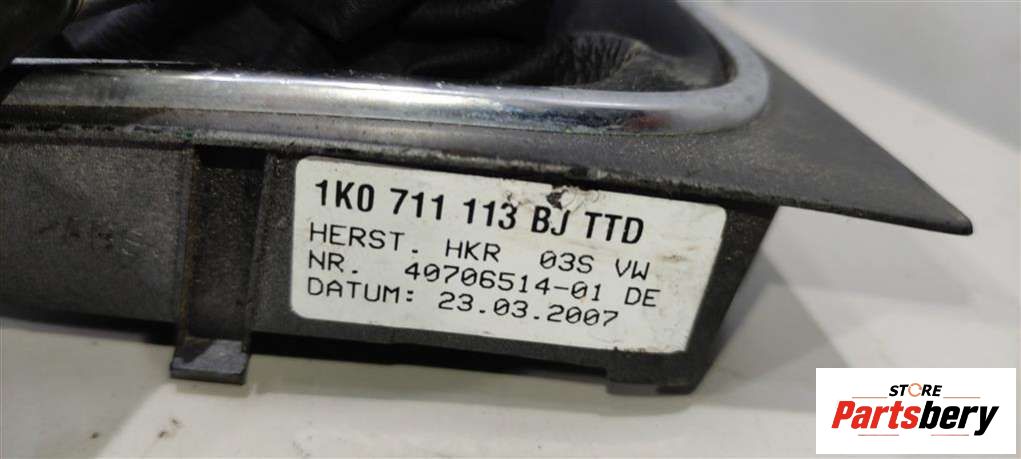 1K0 711 113 BJ TTD
HERST. HKR 03S VW
NR. 40706514-01 DE
DATUM: 23.03.2007
STORE
Partsbery